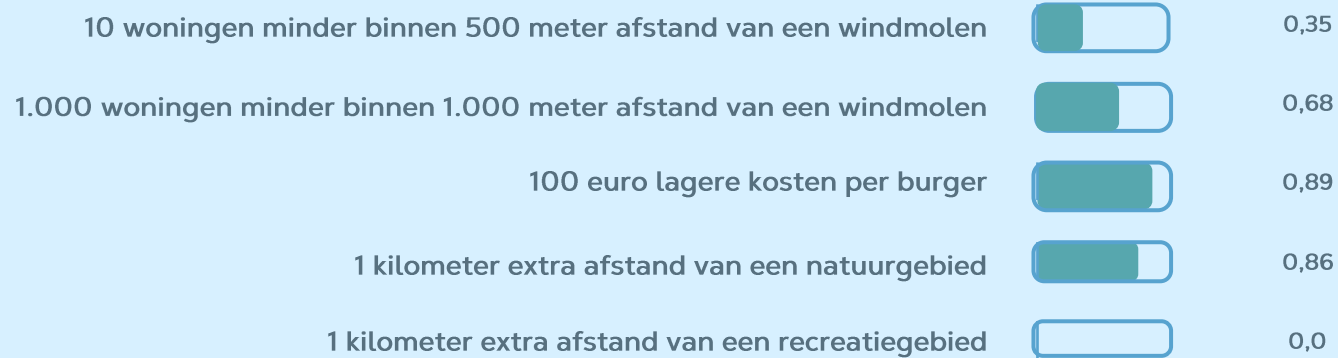 10 woningen minder binnen 500 meter afstand van een windmolen 0,35
1.000 woningen minder binnen 1.000 meter afstand van een windmolen 0,68
100 euro lagere kosten per burger 0,89
1 kilometer extra afstand van een natuurgebied 0,86
1 kilometer extra afstand van een recreatiegebied 0,0